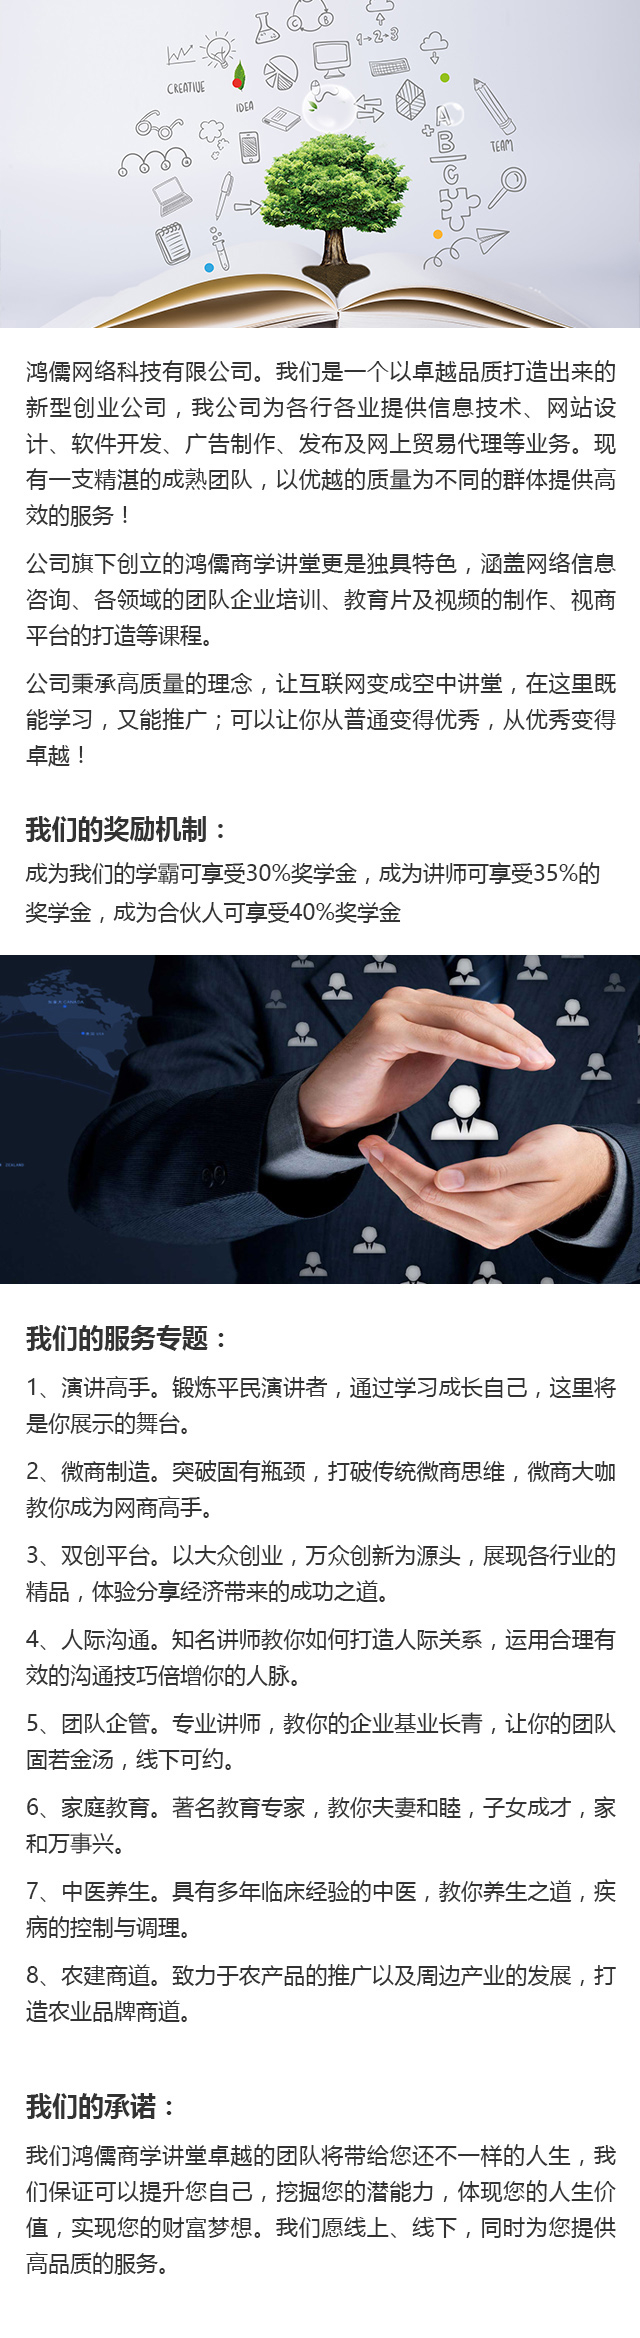 CREATIVE
IDEA
1→2→3
C
B
A
B
C
TEAM
鸿儒网络科技有限公司。我们是一个以卓越品质打造出来的
新型创业公司，我公司为各行各业提供信息技术、网站设
计、软件开发、广告制作、发布及网上贸易代理等业务。现
有一支精湛的成熟团队，以优越的质量为不同的群体提供高
效的服务！
公司旗下创立的鸿儒商学讲堂更是独具特色，涵盖网络信息
咨询、各领域的团队企业培训、教育片及视频的制作、视商
平台的打造等课程。
公司秉承高质量的理念，让互联网变成空中讲堂，在这里既
能学习，又能推广；可以让你从普通变得优秀，从优秀变得
卓越！
我们的奖励机制：
成为我们的学霸可享受30%奖学金，成为讲师可享受35%的
奖学金，成为合伙人可享受40%奖学金
我们的服务专题：
1、演讲高手。锻炼平民演讲者，通过学习成长自己，这里将
是你展示的舞台。
2、微商制造。突破固有瓶颈，打破传统微商思维，微商大咖
教你成为网商高手。
3、双创平台。以大众创业，万众创新为源头，展现各行业的
精品，体验分享经济带来的成功之道。
4、人际沟通。知名讲师教你如何打造人际关系，运用合理有
效的沟通技巧倍增你的人脉。
5、团队企管。专业讲师，教你的企业基业长青，让你的团队
固若金汤，线下可约。
6、家庭教育。著名教育专家，教你夫妻和睦，子女成才，家
和万事兴。
7、中医养生。具有多年临床经验的中医，教你养生之道，疾
病的控制与调理。
8、农建商道。致力于农产品的推广以及周边产业的发展，打
造农业品牌商道。
我们的承诺：
我们鸿儒商学讲堂卓越的团队将带给您还不一样的人生，我
们保证可以提升您自己，挖掘您的潜能力，体现您的人生价
值，实现您的财富梦想。我们愿线上、线下，同时为您提供
高品质的服务。